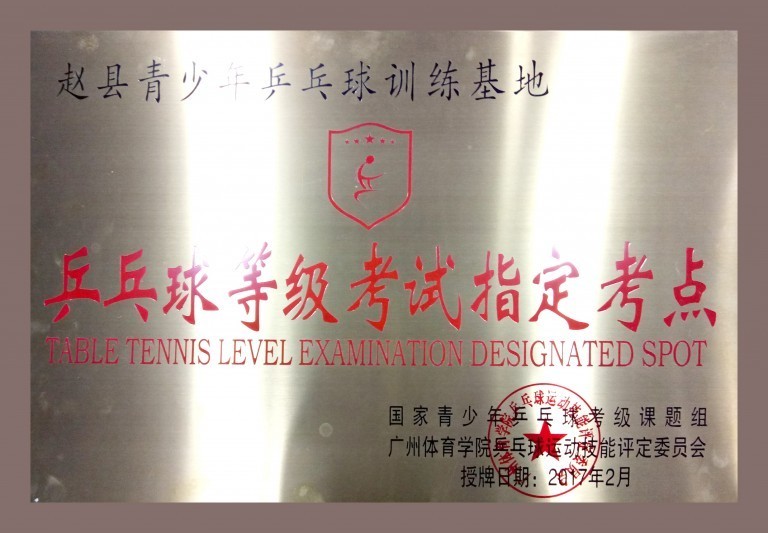 赵县青少年乒乓球训练基地
乒乓球等级考试指定考点
TABLE TENNIS LEVEL EXAMINATION DESIGNATED SPOT
国家青少年乒乓球考级课题组
广州体育学院乒乓球运动技能评定委员会
授牌日期：2017年2月